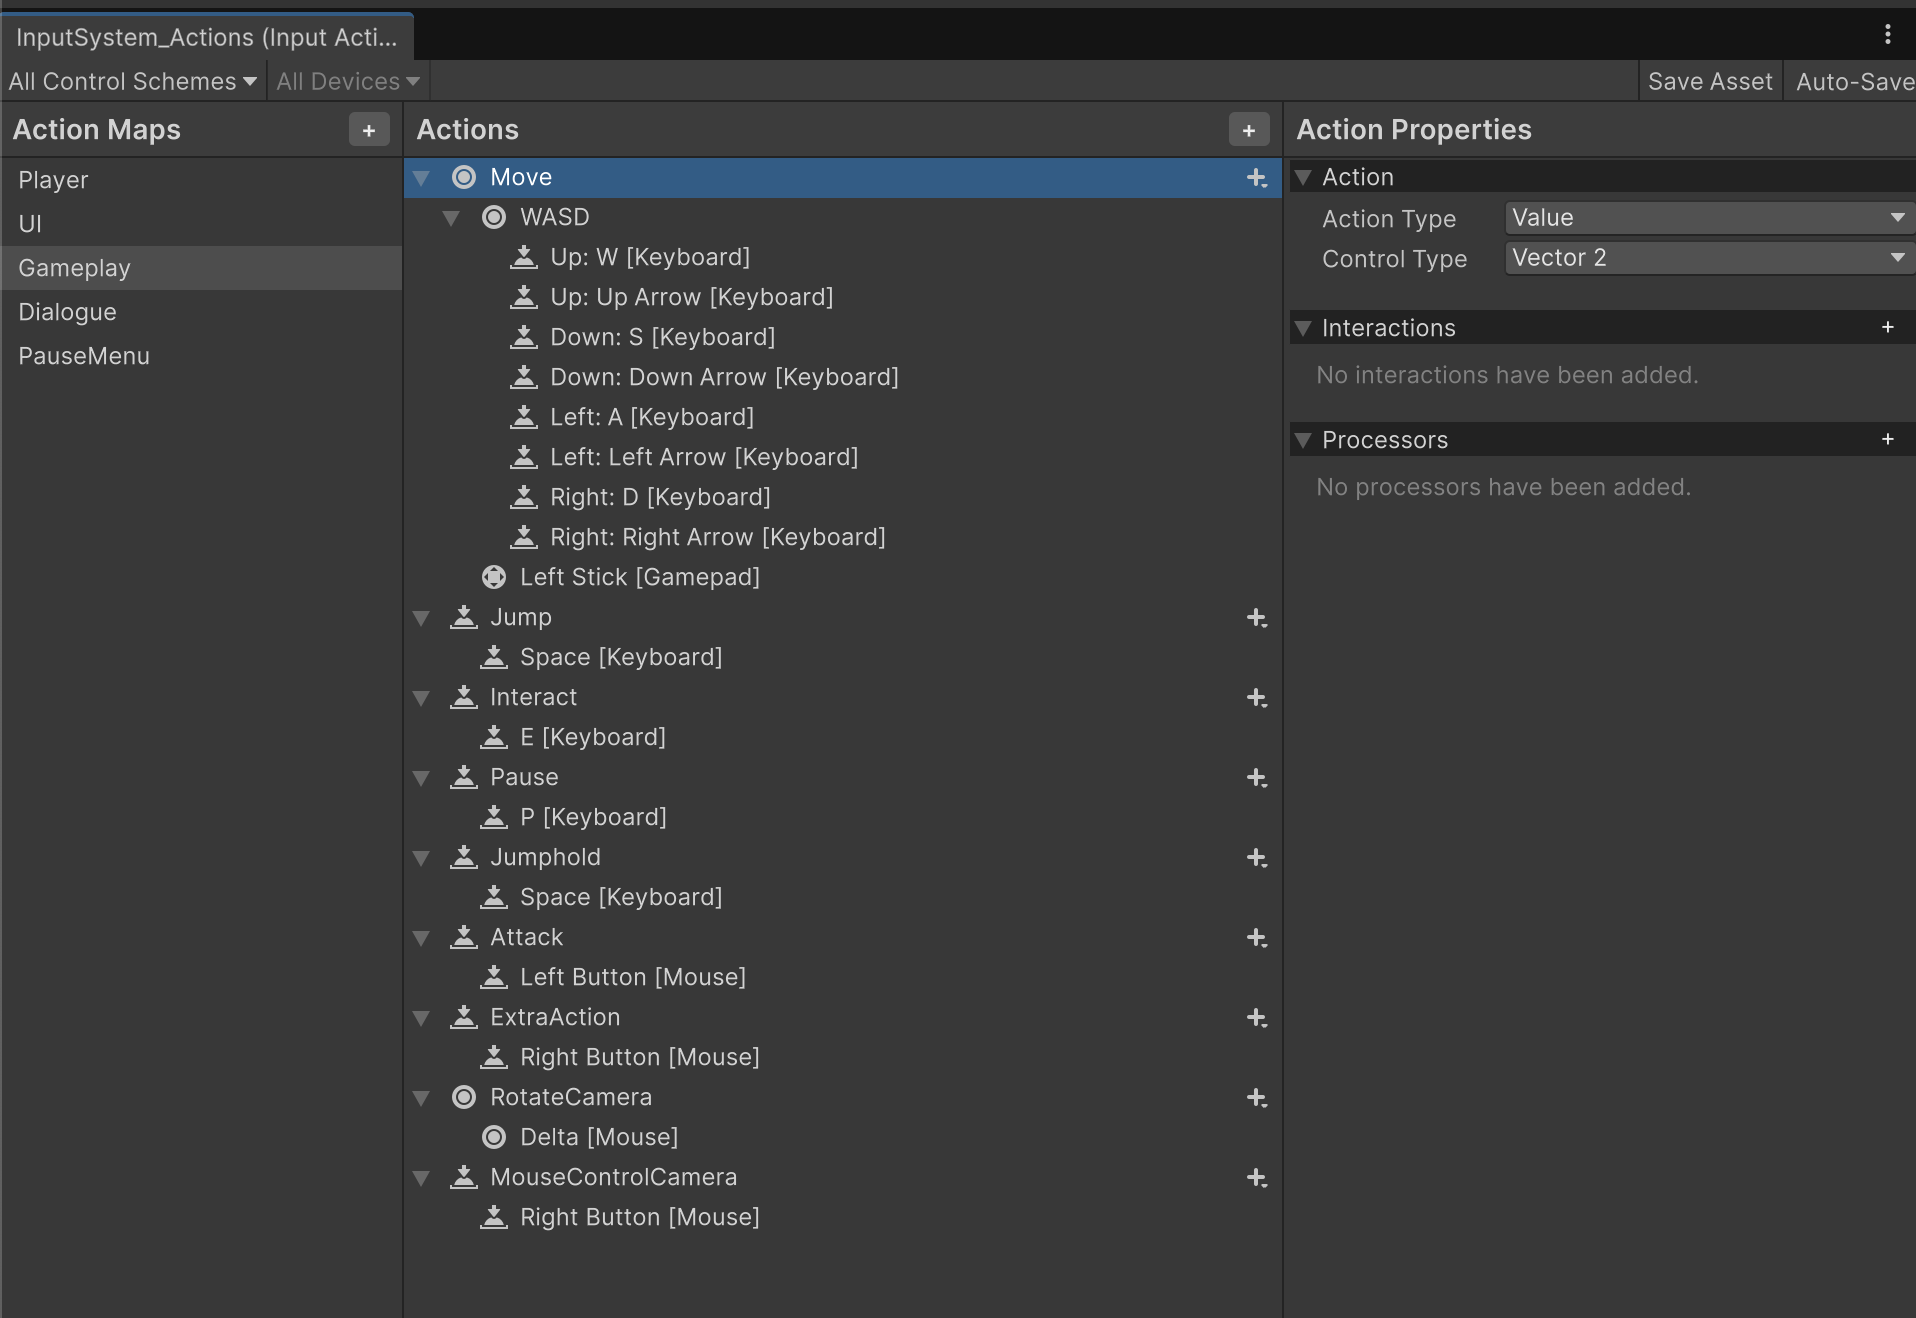 InputSystem_Actions (Input Acti...
All Control Schemes
All Devices
Save Asset
Auto-Save
Action Maps
+
Player
UI
Gameplay
Dialogue
PauseMenu
Actions
+
Move
WASD
Up: W [Keyboard]
Up: Up Arrow [Keyboard]
Down: S [Keyboard]
Down: Down Arrow [Keyboard]
Left: A [Keyboard]
Left: Left Arrow [Keyboard]
Right: D [Keyboard]
Right: Right Arrow [Keyboard]
Left Stick [Gamepad]
Jump
Space [Keyboard]
Interact
E [Keyboard]
Pause
P [Keyboard]
Jumphold
Space [Keyboard]
Attack
Left Button [Mouse]
ExtraAction
Right Button [Mouse]
RotateCamera
Delta [Mouse]
MouseControlCamera
Right Button [Mouse]
Action Properties
Action
Action Type Value
Control Type Vector 2
Interactions +
No interactions have been added.
Processors +
No processors have been added.